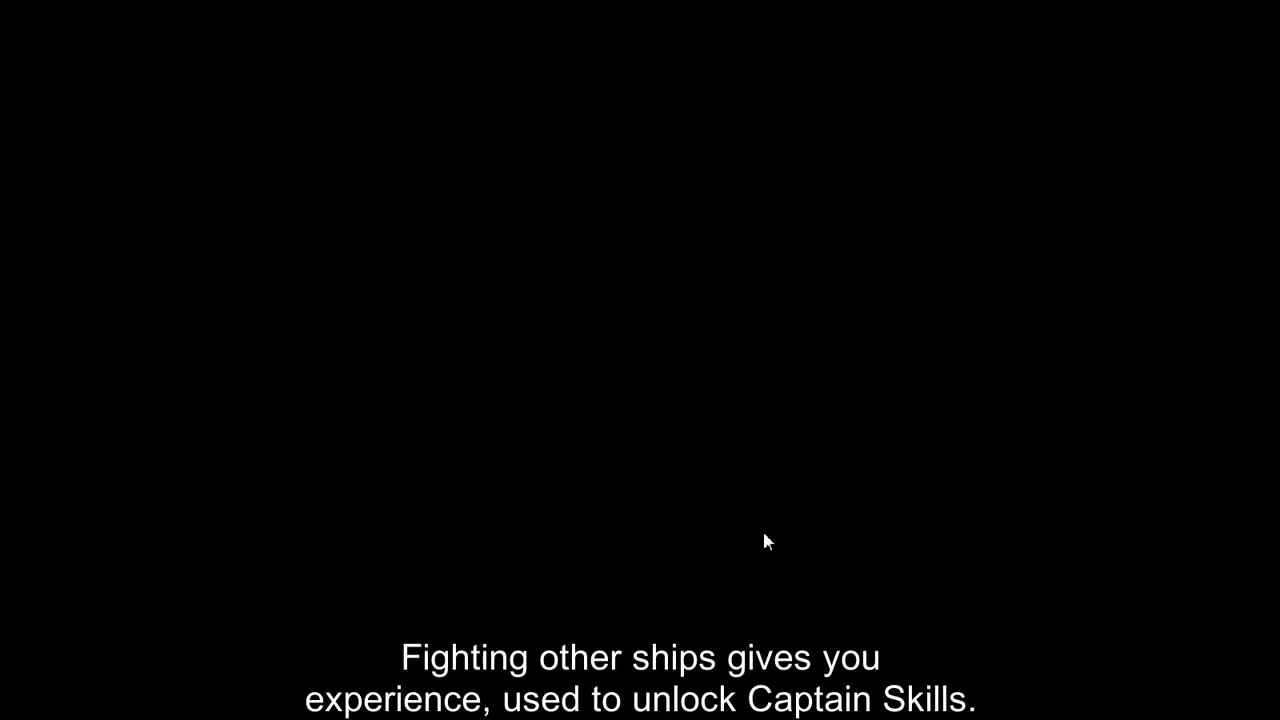 Fighting other ships gives you
experience, used to unlock Captain Skills.